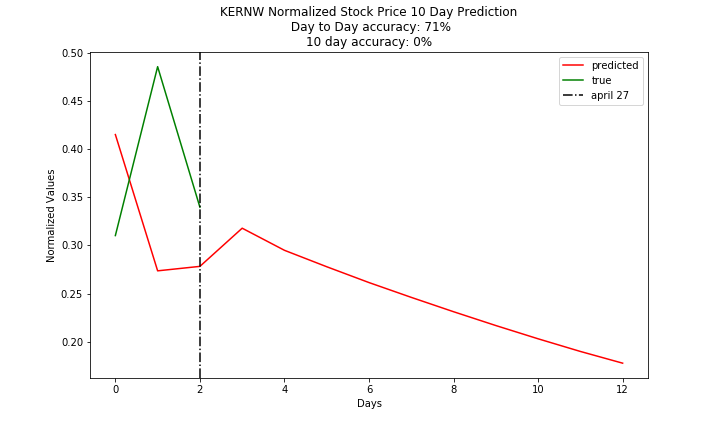 KERNW Normalized Stock Price 10 Day Prediction
Day to Day accuracy: 71%
10 day accuracy: 0%
predicted
true
april 27
0.50
0.45
0.40
0.35
0.30
0.25
0.20
Normalized Values
0 2 4 6 8 10 12
Days